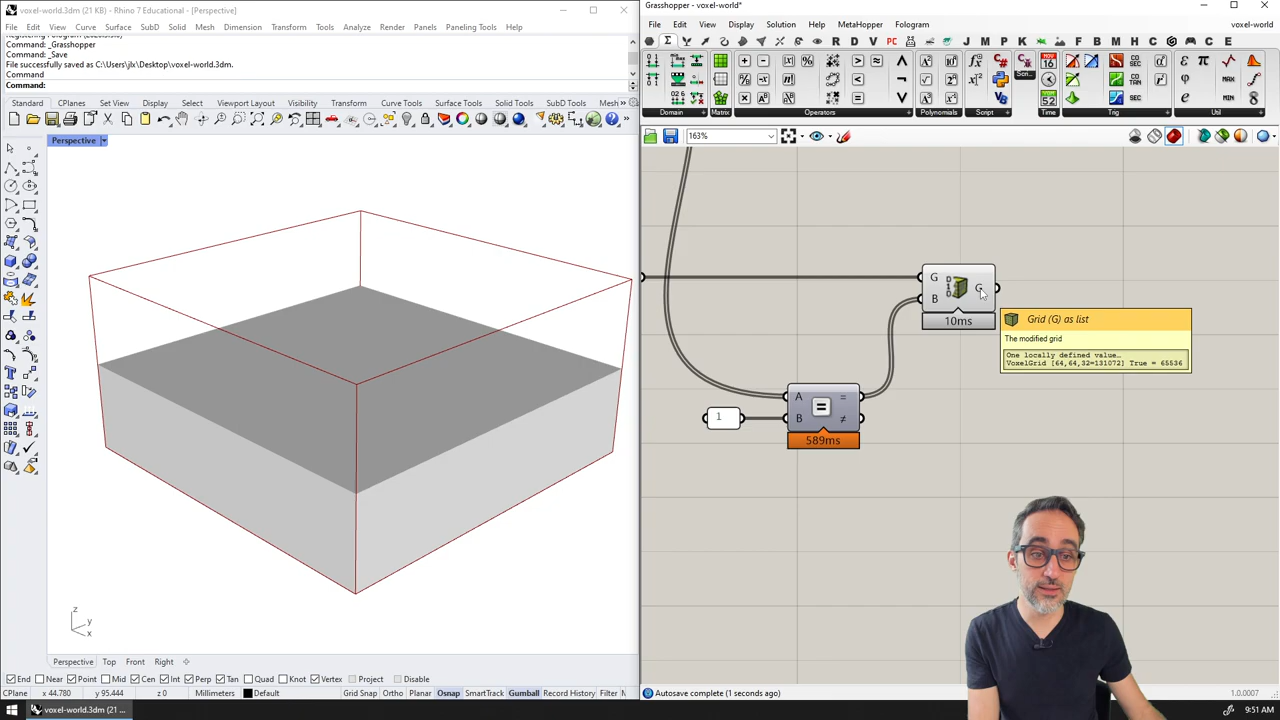 voxel-world.3dm (21 KB) - Rhino 7 Educational - [Perspective]
File Edit View Curve Surface SubD Solid Mesh Dimension Transform Tools Analyze Render Panels Paneling Tools Help
Command: _Grasshopper
Command: _Save
File successfully saved as C:\Users\jlx\Desktop\voxel-world.3dm.
Command
Command:
Standard CPlanes Set View Display Select Viewport Layout Visibility Transform Curve Tools Surface Tools Solid Tools SubD Tools Mesh
Perspective
z
y
x
Perspective Top Front Right
End Near Point Mid Cen Int Perp Tan Quad Knot Vertex Project Disable
CPlane x 44.780 y 95.444 z 0 Millimeters Default Grid Snap Ortho Planar Osnap SmartTrack Gumball Record History Filter
voxel-world.3dm (21 ...
Grasshopper - voxel-world*
File Edit View Display Solution Help MetaHopper Fologram
voxel-world
Domain Matrix Operators Polynomials Script Time Trig Util
163%
G
B
G
10ms
Grid (G) as list
The modified grid
One locally defined value…
VoxelGrid [64,64,32=131072] True = 65536
A
B
=
=
≠
589ms
1
Autosave complete (1 seconds ago)
1.0.0007
9:51 AM